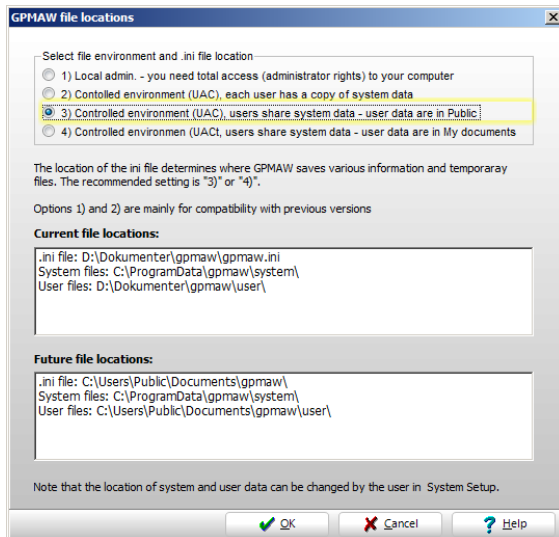 GPMAW file locations
Select file environment and .ini file location
1) Local admin. - you need total access (administrator rights) to your computer
2) Contolled environment (UAC), each user has a copy of system data
3) Controlled environment (UAC), users share system data - user data are in Public
4) Controlled environmen (UACt, users share system data - user data are in My documents
The location of the ini file determines where GPMAW saves various information and temporaray
files. The recommended setting is "3)" or "4)".
Options 1) and 2) are mainly for compatibility with previous versions
Current file locations:
.ini file: D:\Dokumenter\gpmaw\gpmaw.ini
System files: C:\ProgramData\gpmaw\system\
User files: D:\Dokumenter\gpmaw\user\
Future file locations:
.ini file: C:\Users\Public\Documents\gpmaw\
System files: C:\ProgramData\gpmaw\system\
User files: C:\Users\Public\Documents\gpmaw\user\
Note that the location of system and user data can be changed by the user in System Setup.
OK Cancel Help